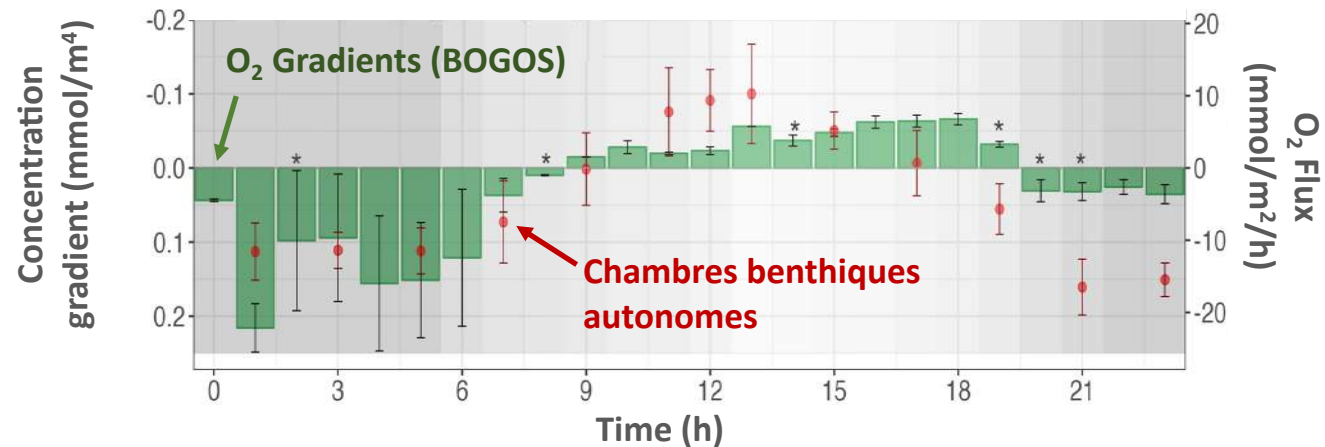 O₂ Gradients (BOGOS)
Chambres benthiques
autonomes
Concentration
gradient (mmol/m⁴)
-0.2
-0.1
0.0
0.1
0.2
20
10
0
-10
-20
O₂ Flux
(mmol/m²/h)
* * * * * *
0 3 6 9 12 15 18 21
Time (h)